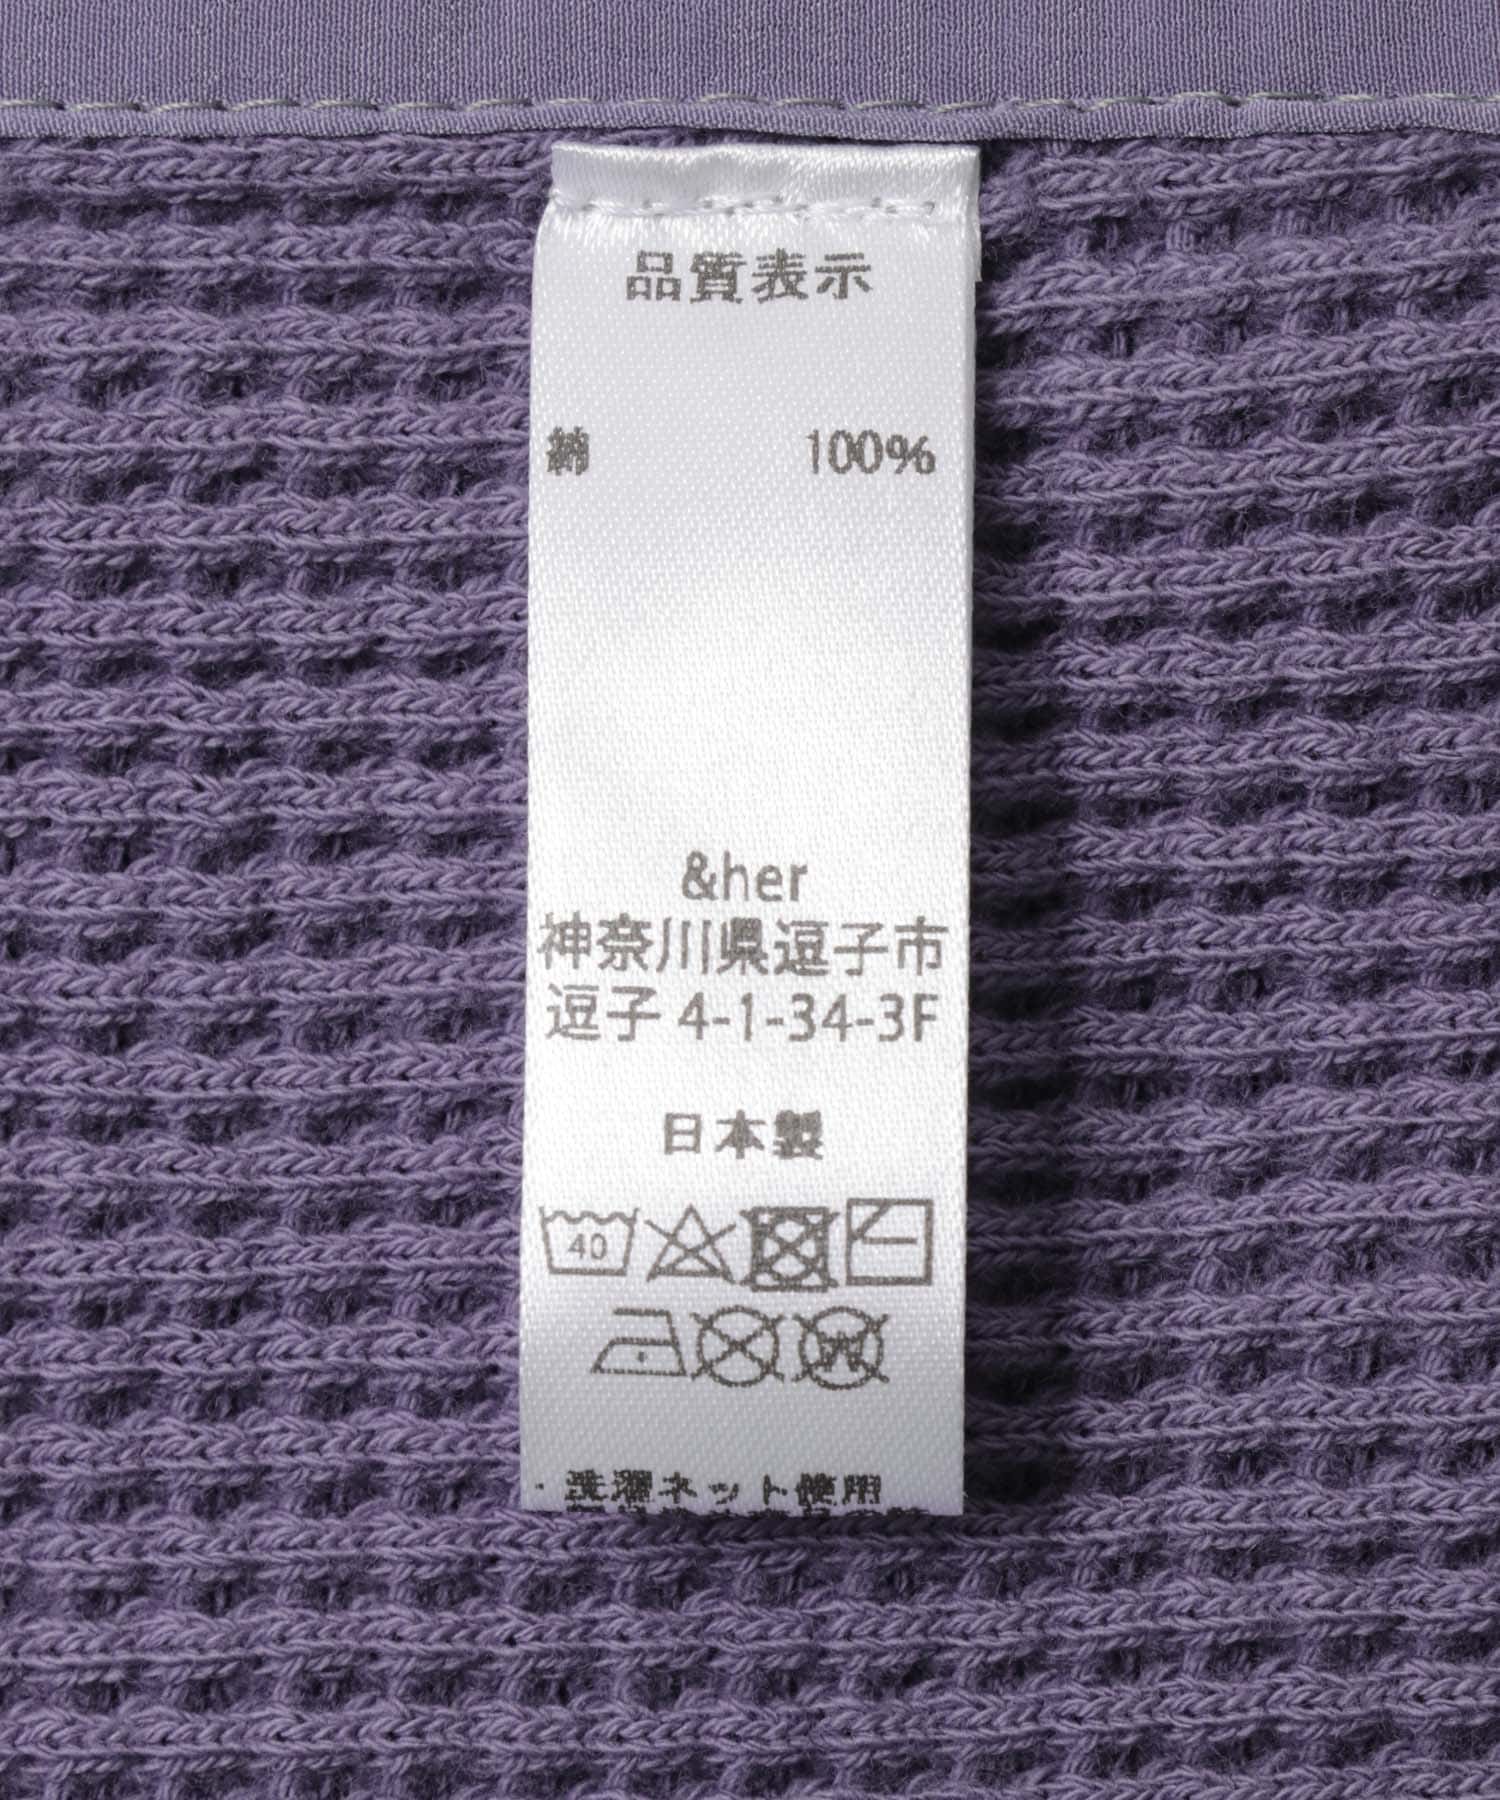 品質表示
綿 100%
&her
神奈川県逗子市
逗子 4-1-34-3F
日本製
40
W
・洗濯ネット使用